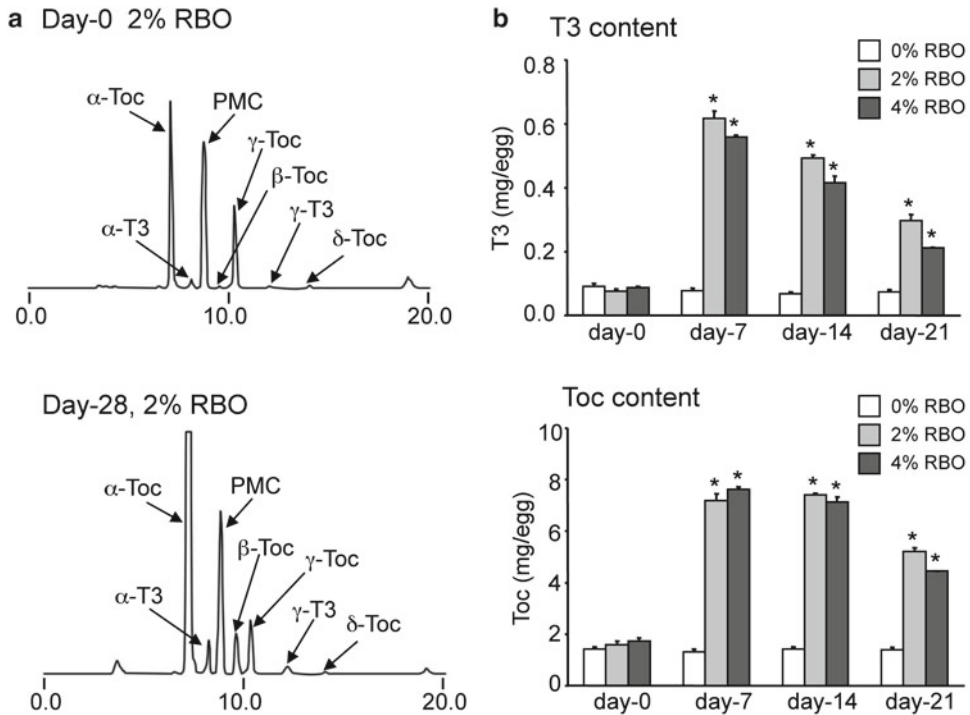 a Day-0 2% RBO
α-Toc
PMC
γ-Toc
β-Toc
α-T3
γ-T3
δ-Toc
0.0 10.0 20.0
Day-28, 2% RBO
α-Toc
PMC
β-Toc
γ-Toc
α-T3
γ-T3
δ-Toc
0.0 10.0 20.0
b T3 content
0% RBO
2% RBO
4% RBO
T3 (mg/egg)
0.8
0.6
0.4
0.2
0.0
* *
* *
* *
day-0 day-7 day-14 day-21
Toc content
0% RBO
2% RBO
4% RBO
Toc (mg/egg)
10
8
6
4
2
0
* *
* *
* *
day-0 day-7 day-14 day-21